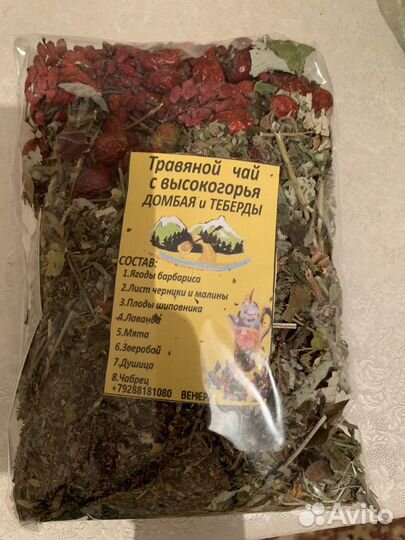 Травяной чай
с высокогорья
ДОМБАЯ и ТЕБЕРДЫ
СОСТАВ:
1.Ягоды барбариса
2.Лист черники и малины
3.Плоды шиповника
4.Лаванда
5.Мята
6.Зверобой
7.Душица
8.Чабрец
+79288181080
Avito